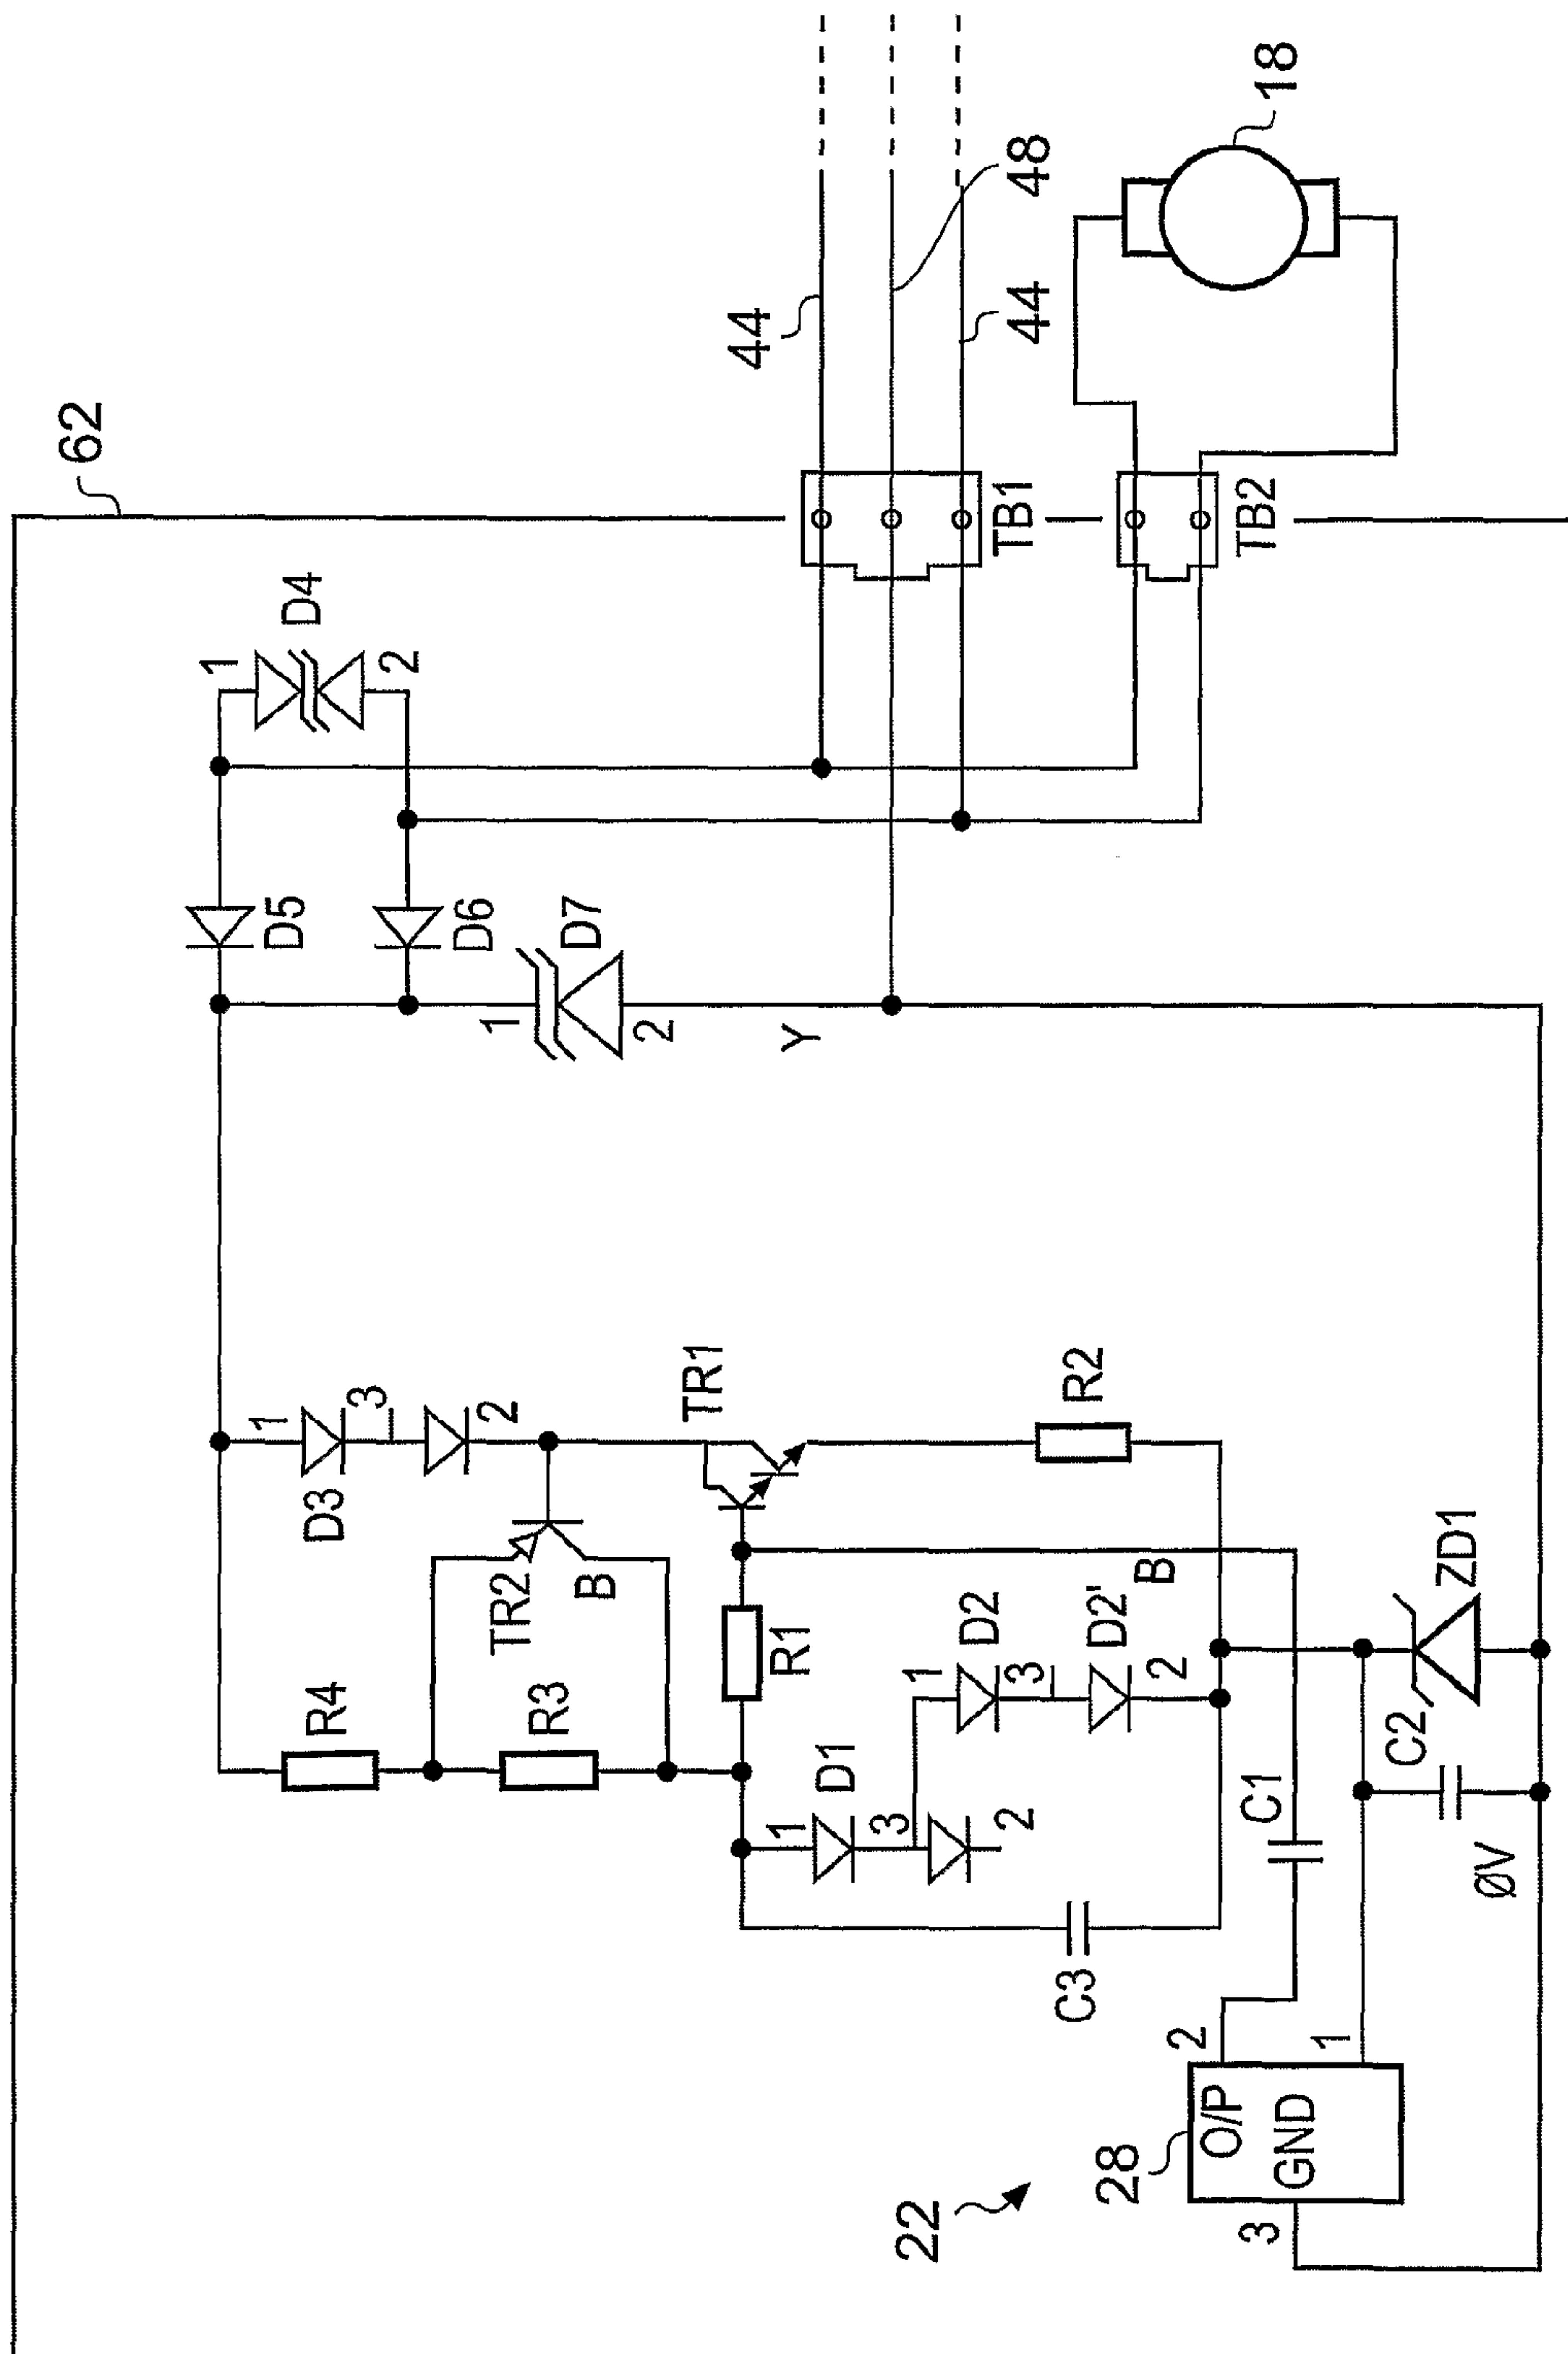 62
D4
1
2
18
44
48
44
D5
D6
D7
1
2
Y
TB1
TB2
1
3
2
D3
TR1
R2
TR2
B
R4
R3
R1
D1
1
3
2
D2
1
3
D2'
2
B
ZD1
C2
C1
C3
ØV
22
28
O/P
GND
2
1
3